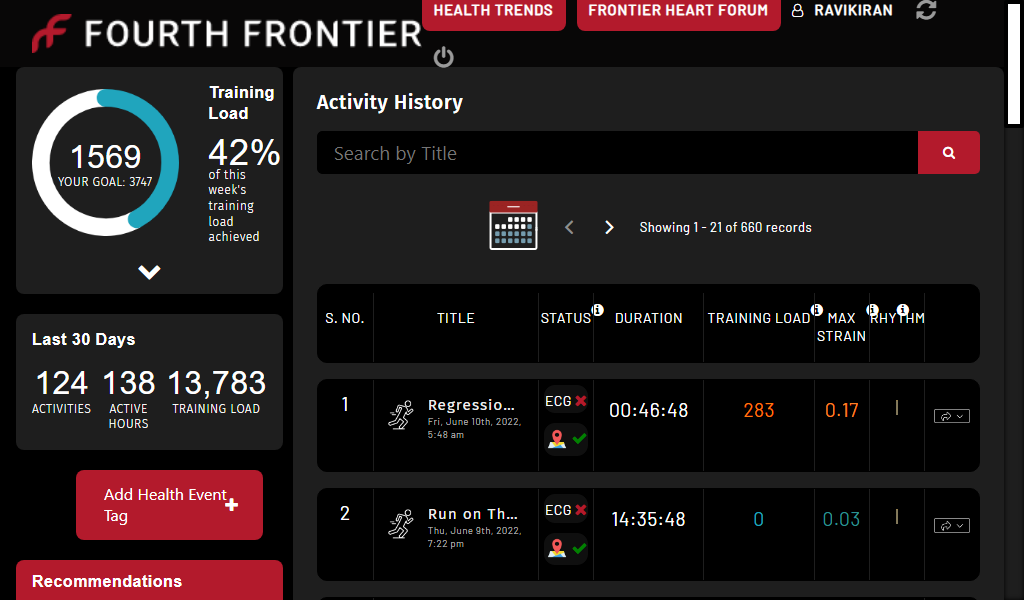 FOURTH FRONTIER
HEALTH TRENDS
FRONTIER HEART FORUM
RAVIKIRAN
Training
Load
1569
YOUR GOAL: 3747
42%
of this
week's
training
load
achieved
Last 30 Days
124
ACTIVITIES
138
ACTIVE
HOURS
13,783
TRAINING LOAD
Add Health Event
Tag
Recommendations
Activity History
Search by Title
Showing 1 - 21 of 660 records
S. NO.
TITLE
STATUS
DURATION
TRAINING LOAD
MAX
STRAIN
RHYTHM
1
Regressio...
Fri, June 10th, 2022,
5:48 am
ECG
00:46:48
283
0.17
2
Run on Th...
Thu, June 9th, 2022,
7:22 pm
ECG
14:35:48
0
0.03